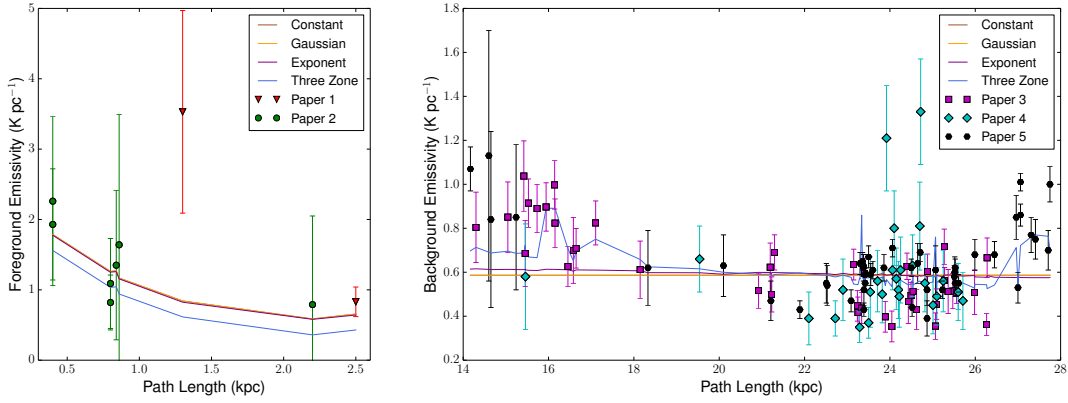 Constant
Gaussian
Exponent
Three Zone
Paper 1
Paper 2
5
4
3
2
1
0
Foreground Emissivity (K pc⁻¹)
0.5 1.0 1.5 2.0 2.5
Path Length (kpc)
Constant
Gaussian
Exponent
Three Zone
Paper 3
Paper 4
Paper 5
1.8
1.6
1.4
1.2
1.0
0.8
0.6
0.4
0.2
Background Emissivity (K pc⁻¹)
14 16 18 20 22 24 26 28
Path Length (kpc)